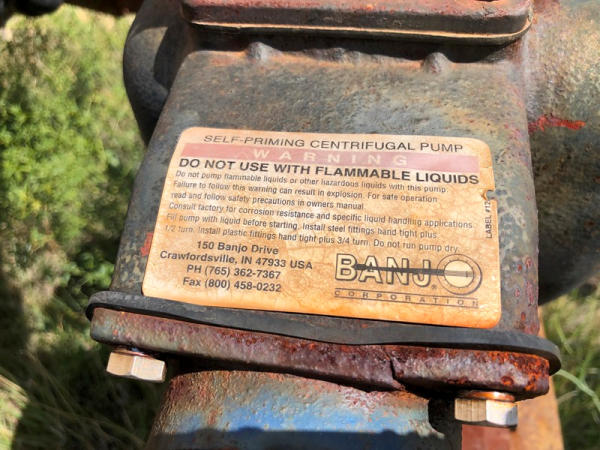 SELF-PRIMING CENTRIFUGAL PUMP
WARNING
DO NOT USE WITH FLAMMABLE LIQUIDS
Do not pump flammable liquids or other hazardous liquids with this pump
Failure to follow this warning can result in explosion. For safe operation
read and follow safety precautions in owners manual.
Consult factory for corrosion resistance and specific liquid handling applications.
Fill pump with liquid before starting. Install steel fittings hand tight plus
1/2 turn. Install plastic fittings hand tight plus 3/4 turn. Do not run pump dry.
150 Banjo Drive
Crawfordsville, IN 47933 USA
PH (765) 362-7367
Fax (800) 458-0232
BANJO
CORPORATION
LABEL